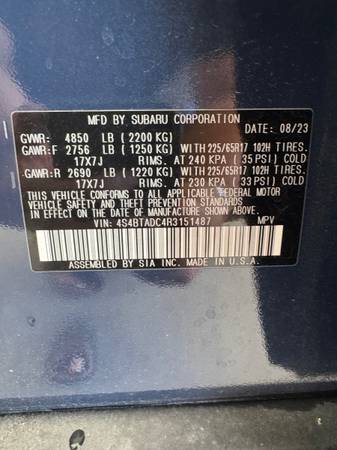 MFD BY SUBARU CORPORATION DATE: 08/23
GVWR: 4850 LB (2200 KG)
GAWR:F 2756 LB (1250 KG) WITH 225/65R17 102H TIRES.
17X7J RIMS. AT 240 KPA (35 PSI) COLD
GAWR:R 2690 LB (1220 KG) WITH 225/65R17 102H TIRES.
17X7J RIMS. AT 230 KPA (33 PSI) COLD
THIS VEHICLE CONFORMS TO ALL APPLICABLE FEDERAL MOTOR
VEHICLE SAFETY AND THEFT PREVENTION STANDARDS
IN EFFECT ON THE DATE OF MANUFACTURE SHOWN ABOVE.
VIN: 4S4BTADC4R3151487 MPV
ASSEMBLED BY SIA INC. MADE IN U.S.A.